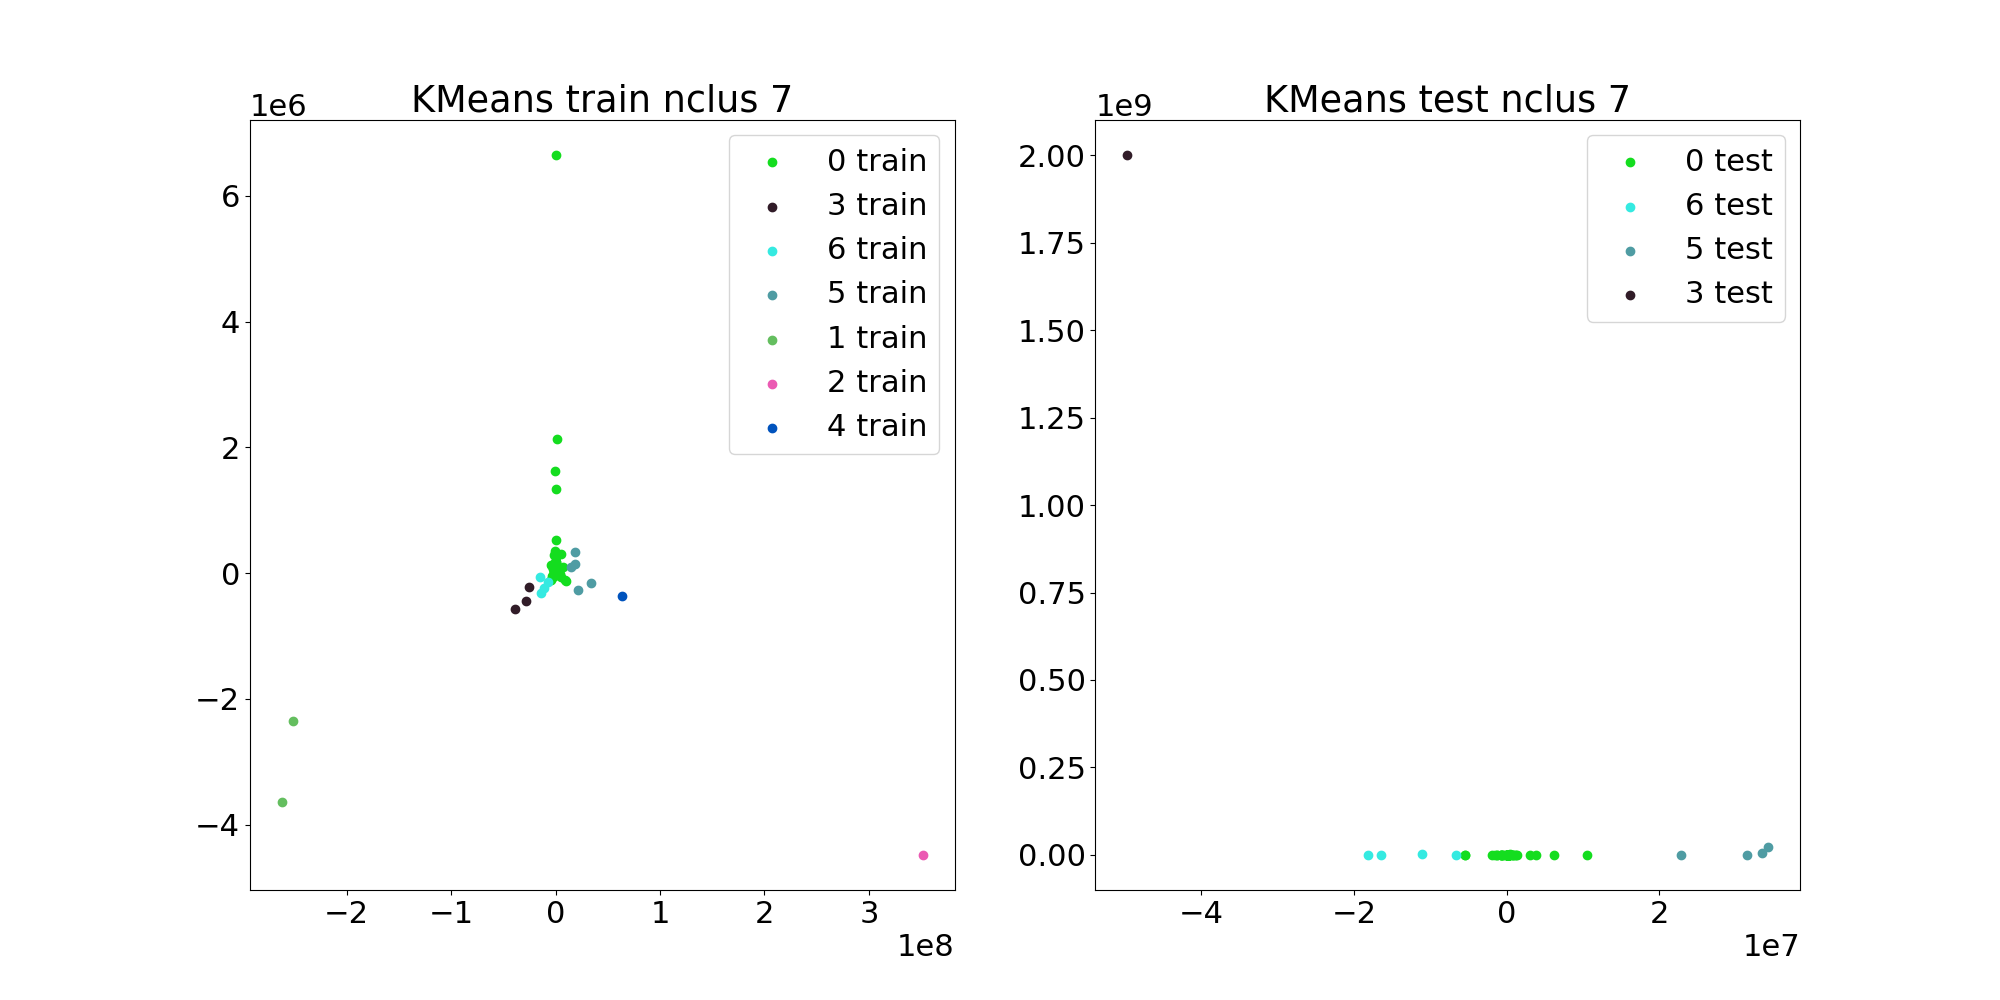 KMeans train nclus 7
1e6
0 train
3 train
6 train
5 train
1 train
2 train
4 train
6
4
2
0
−2
−4
−2 −1 0 1 2 3
1e8
KMeans test nclus 7
1e9
0 test
6 test
5 test
3 test
2.00
1.75
1.50
1.25
1.00
0.75
0.50
0.25
0.00
−4 −2 0 2
1e7